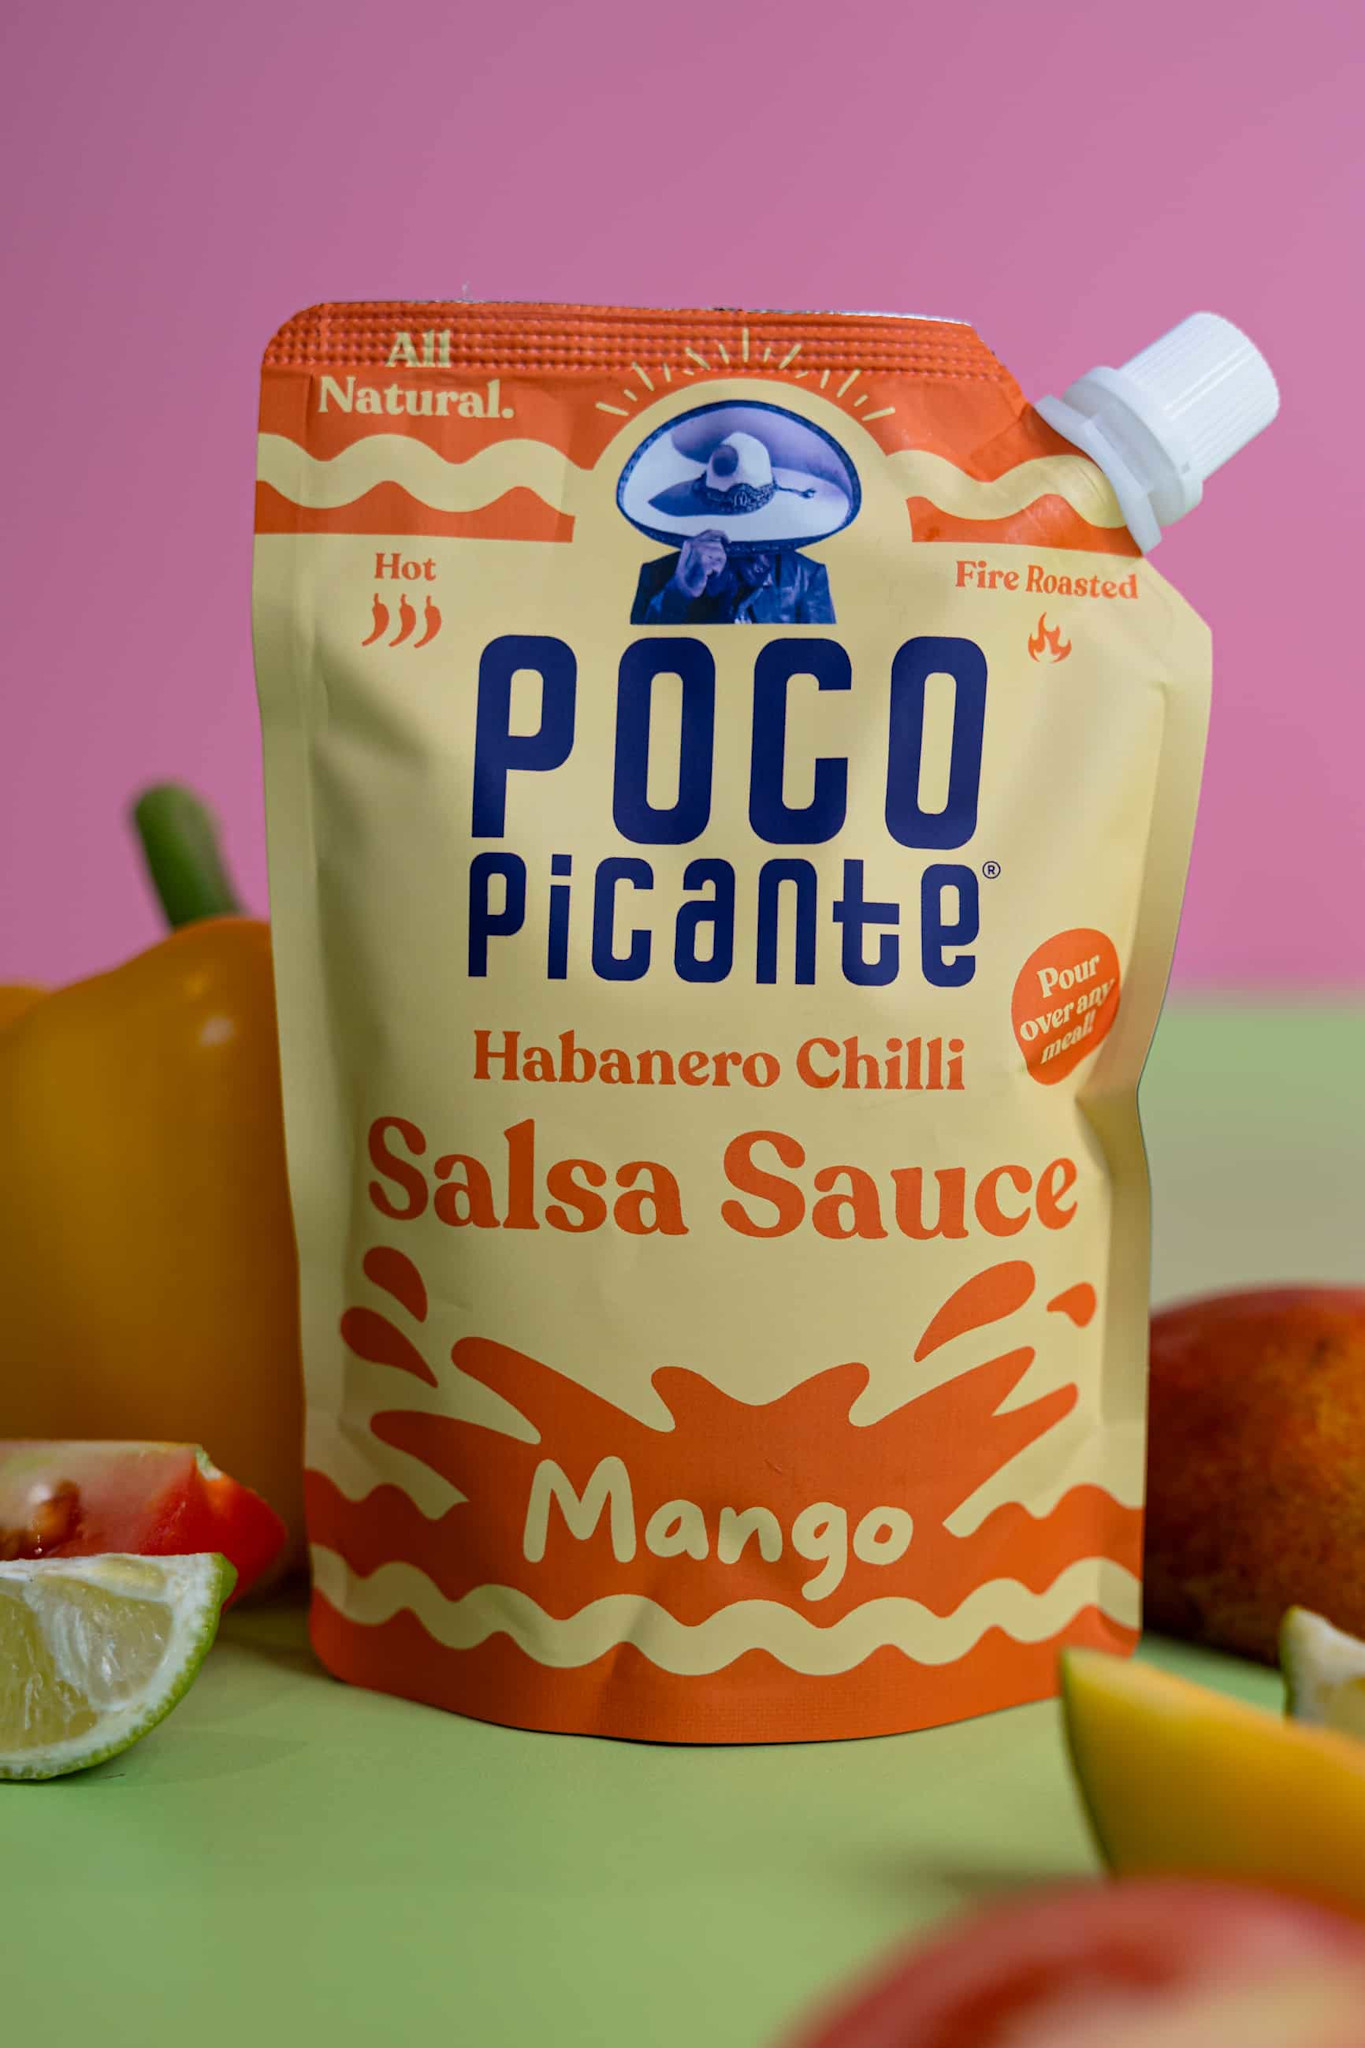 All
Natural.
Hot
Fire Roasted
POCO
Picante®
Habanero Chilli
Pour
over any
meal!
Salsa Sauce
Mango